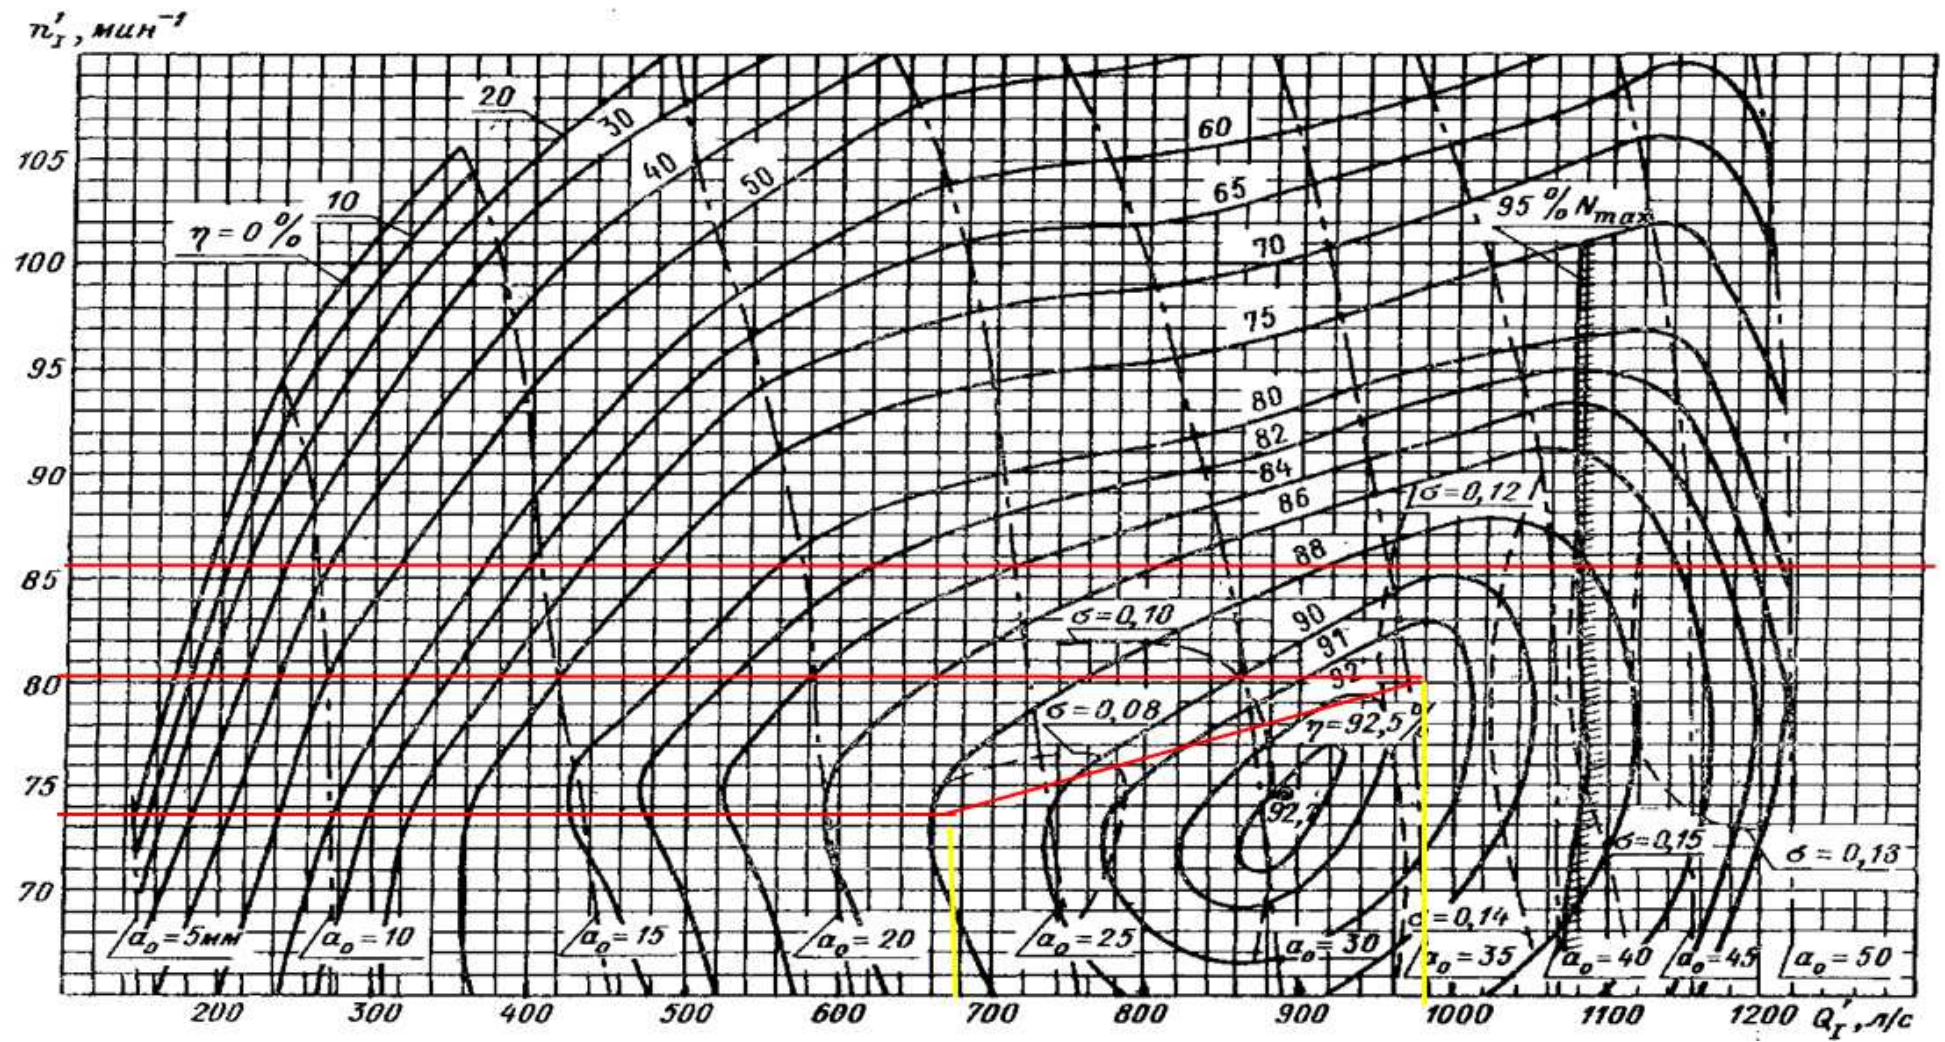 n'I, мин⁻¹
20
30
40
50
60
65
10
η = 0 %
95 % Nmax
70
75
80
82
84
86
σ=0,12
88
σ=0,10
90
91
92
σ=0,08
η=92,5%
σ=0,15
σ = 0,13
σ=0,14
a₀ = 5мм
a₀ = 10
a₀ = 15
a₀ = 20
a₀ = 25
a₀ = 30
a₀ = 35
a₀ = 40
a₀ = 45
a₀ = 50
105
100
95
90
85
80
75
70
200 300 400 500 600 700 800 900 1000 1100 1200 Q'I, л/с